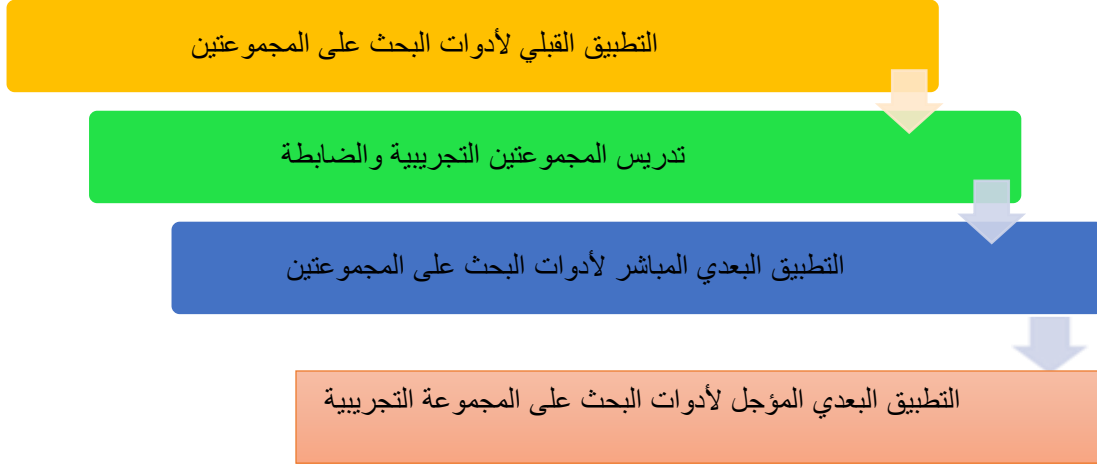 التطبيق القبلي لأدوات البحث على المجموعتين
تدريس المجموعتين التجريبية والضابطة
التطبيق البعدي المباشر لأدوات البحث على المجموعتين
التطبيق البعدي المؤجل لأدوات البحث على المجموعة التجريبية